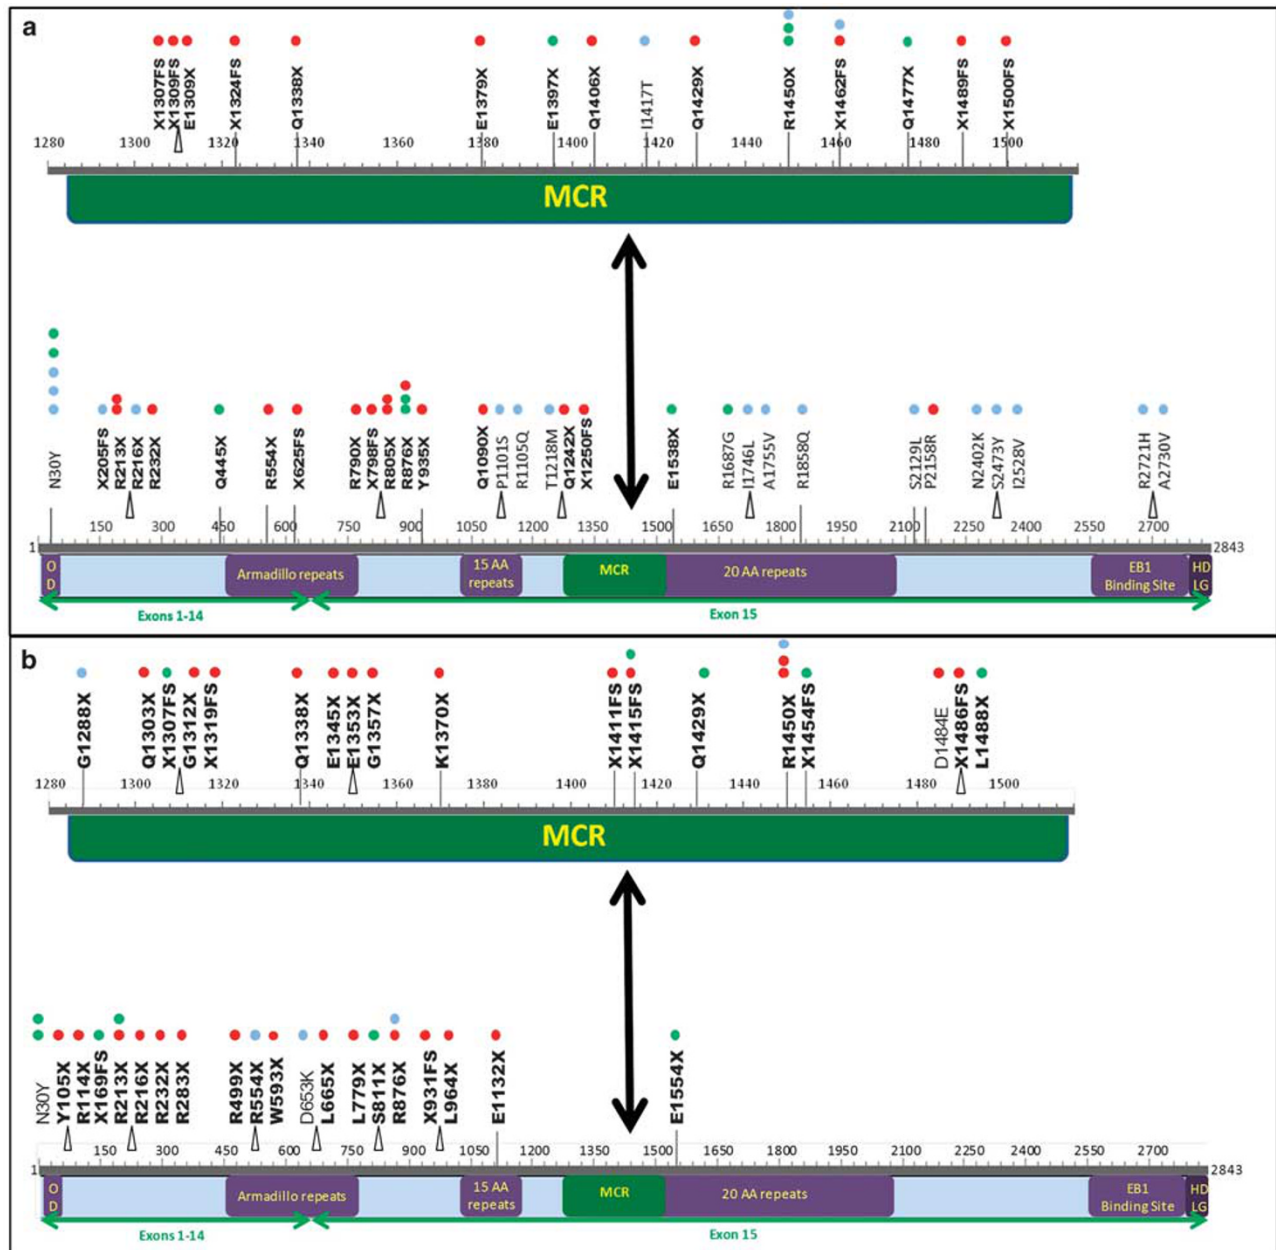 a
X1307FS
X1309FS
E1309X
X1324FS
Q1338X
E1379X
E1397X
Q1406X
I1417T
Q1429X
R1450X
X1462FS
Q1477X
X1489FS
X1500FS
1280 1300 1320 1340 1360 1380 1400 1420 1440 1460 1480 1500
MCR
N30Y
X205FS
R213X
R216X
R232X
Q445X
R554X
X625FS
R790X
X798FS
R805X
R876X
Y935X
Q1090X
P1101S
R1105Q
T1218M
Q1242X
X1250FS
E1538X
R1687G
I1746L
A1755V
R1858Q
S2129L
P2158R
N2402K
S2473Y
I2528V
R2721H
A2730V
1 150 300 450 600 750 900 1050 1200 1350 1500 1650 1800 1950 2100 2250 2400 2550 2700 2843
O D
Armadillo repeats
15 AA repeats
MCR
20 AA repeats
EB1 Binding Site
HD LG
Exons 1-14
Exon 15
b
G1288X
Q1303X
X1307FS
G1312X
X1319FS
Q1338X
E1345X
E1353X
G1357X
K1370X
X1411FS
X1415FS
Q1429X
R1450X
X1454FS
D1484E
X1486FS
L1488X
1280 1300 1320 1340 1360 1380 1400 1420 1440 1460 1480 1500
MCR
N30Y
Y105X
R114X
X169FS
R213X
R216X
R232X
R283X
R499X
R554X
W593X
D653K
L665X
L779X
S811X
R876X
X931FS
L964X
E1132X
E1554X
1 150 300 450 600 750 900 1050 1200 1350 1500 1650 1800 1950 2100 2250 2400 2550 2700 2843
O D
Armadillo repeats
15 AA repeats
MCR
20 AA repeats
EB1 Binding Site
HD LG
Exons 1-14
Exon 15